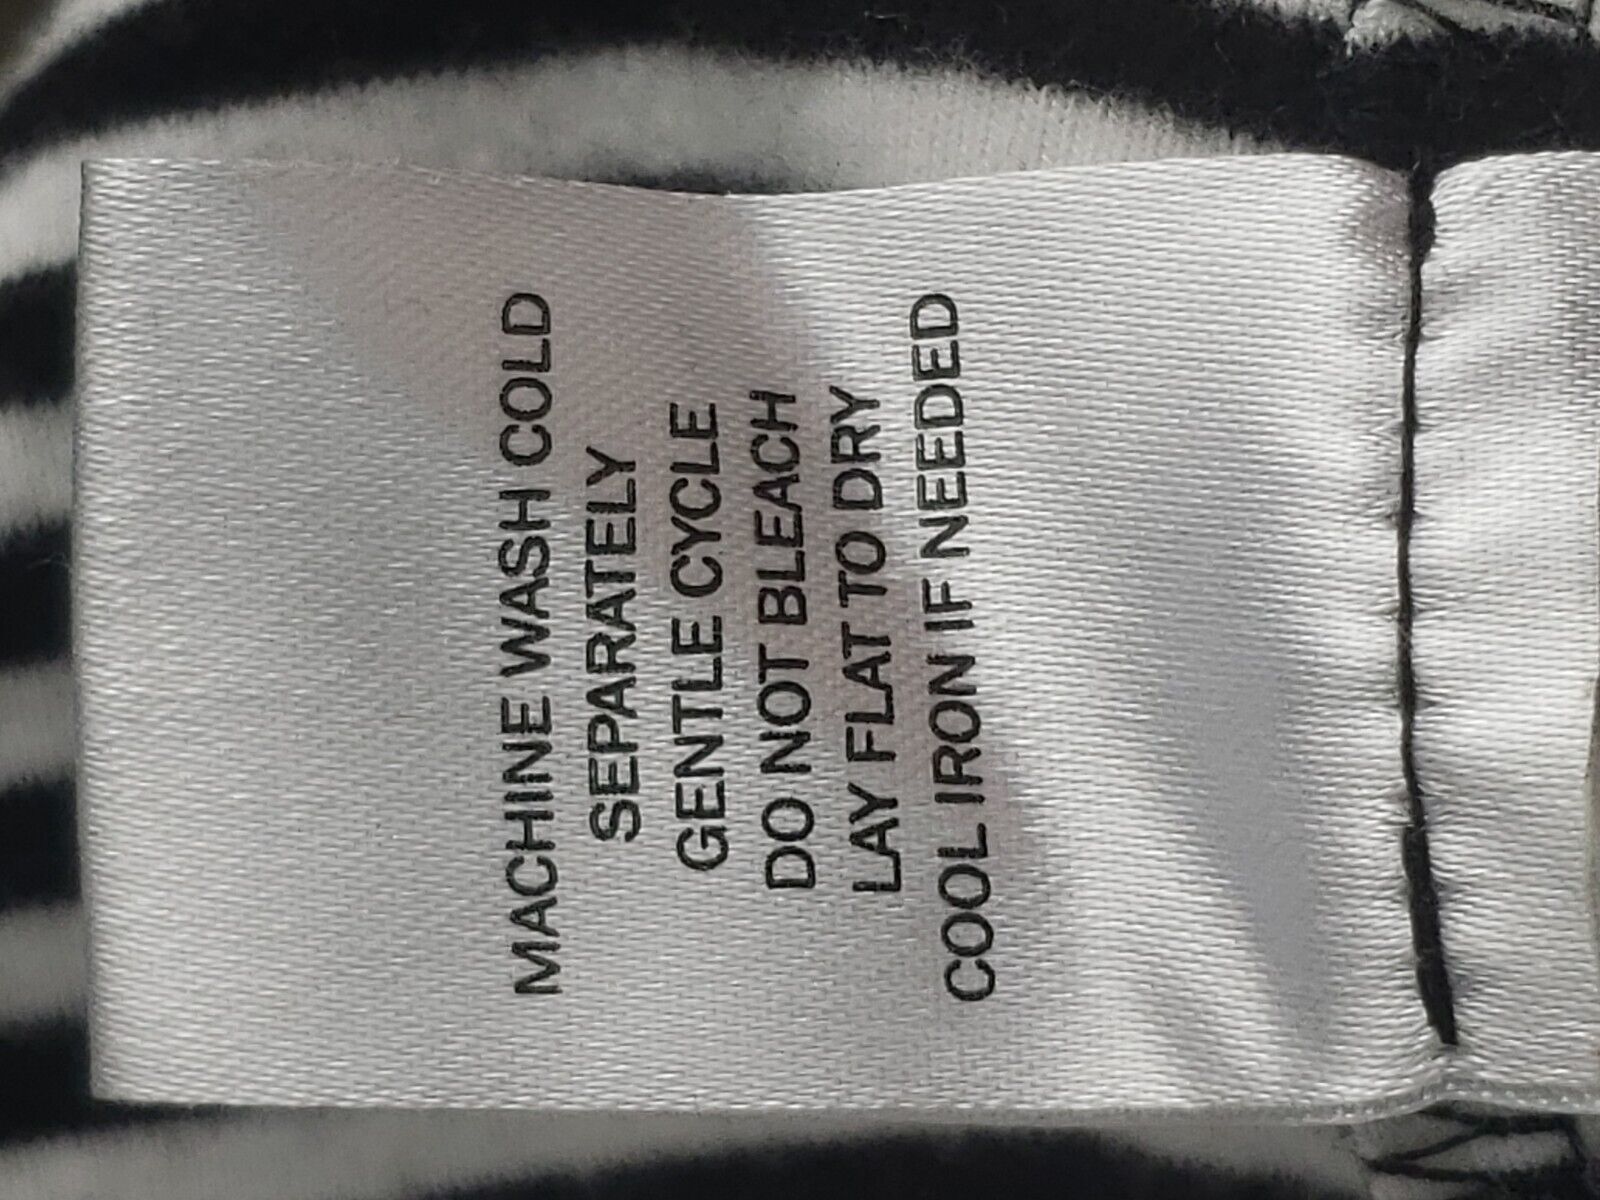 MACHINE WASH COLD
SEPARATELY
GENTLE CYCLE
DO NOT BLEACH
LAY FLAT TO DRY
COOL IRON IF NEEDED